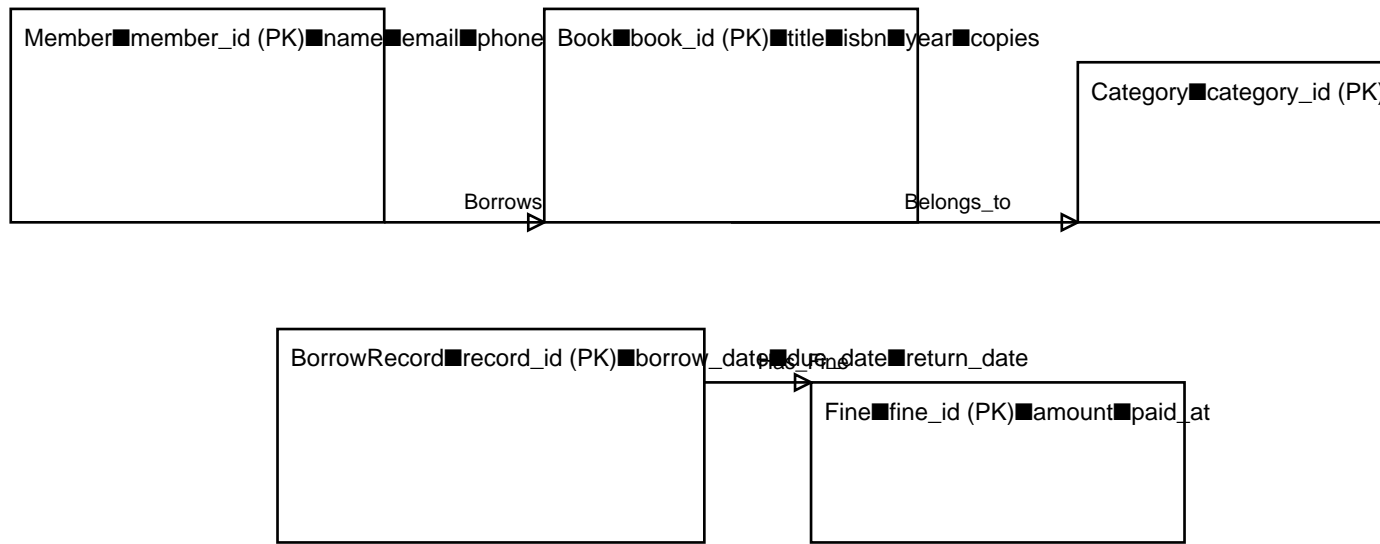 Member■member_id (PK)■name■email■phone
Book■book_id (PK)■title■isbn■year■copies
Category■category_id (PK)
Borrows
Belongs_to
BorrowRecord■record_id (PK)■borrow_date■due_date■return_date
Has_Fine
Fine■fine_id (PK)■amount■paid_at